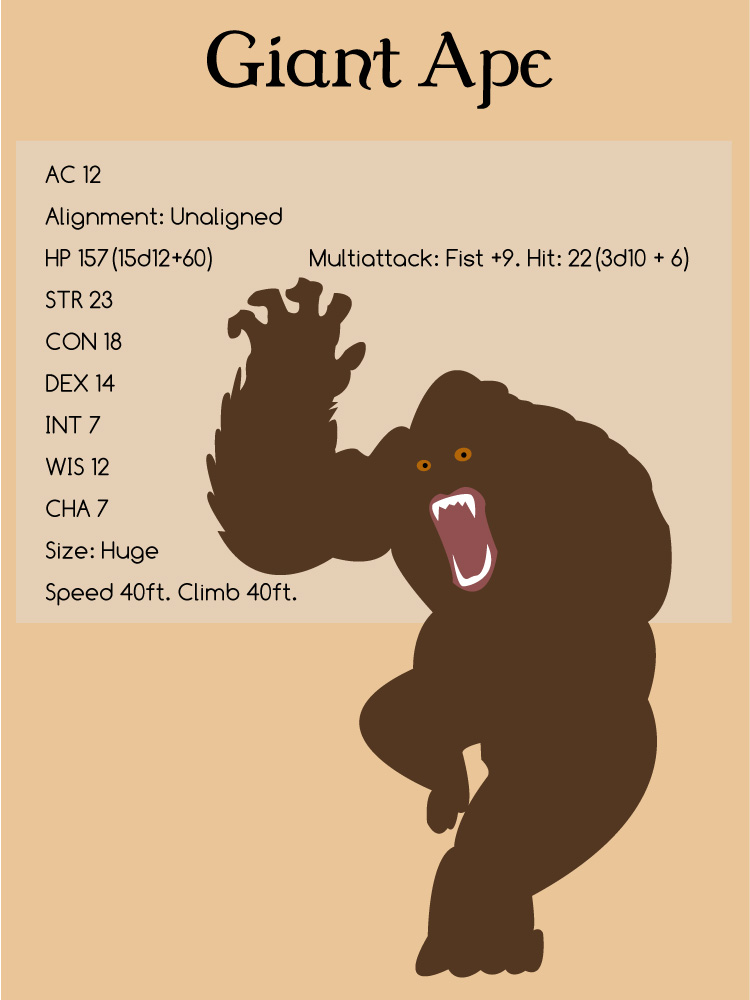 Giant Ape
AC 12
Alignment: Unaligned
HP 157(15d12+60)
Multiattack: Fist +9. Hit: 22(3d10 + 6)
STR 23
CON 18
DEX 14
INT 7
WIS 12
CHA 7
Size: Huge
Speed 40ft. Climb 40ft.